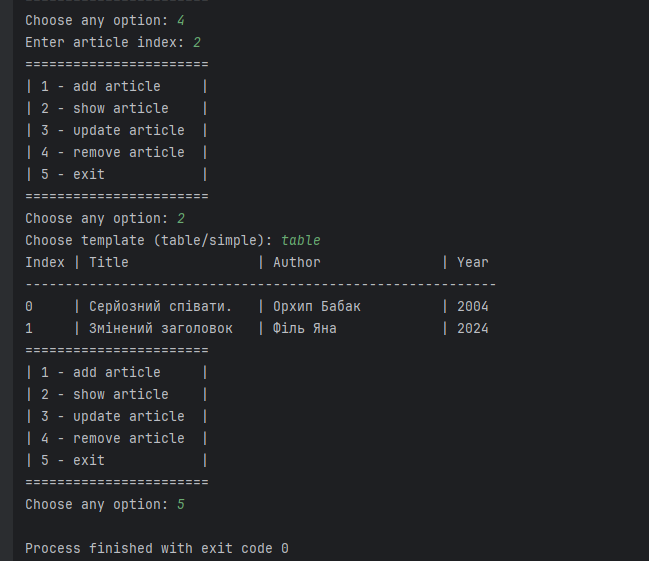 Choose any option: 4
Enter article index: 2
=======================
| 1 - add article     |
| 2 - show article    |
| 3 - update article  |
| 4 - remove article  |
| 5 - exit            |
=======================
Choose any option: 2
Choose template (table/simple): table
Index | Title                | Author               | Year
-----------------------------------------------------------
0     | Серйозний співати.   | Орхип Бабак          | 2004
1     | Змінений заголовок   | Філь Яна             | 2024
=======================
| 1 - add article     |
| 2 - show article    |
| 3 - update article  |
| 4 - remove article  |
| 5 - exit            |
=======================
Choose any option: 5
Process finished with exit code 0